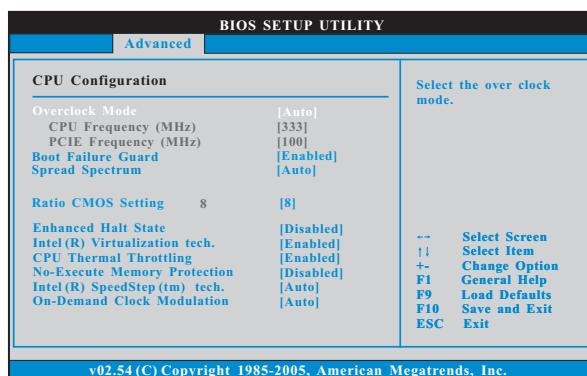 BIOS SETUP UTILITY
Advanced
CPU Configuration
Overclock Mode [Auto]
CPU Frequency (MHz) [333]
PCIE Frequency (MHz) [100]
Boot Failure Guard [Enabled]
Spread Spectrum [Auto]
Ratio CMOS Setting 8 [8]
Enhanced Halt State [Disabled]
Intel (R) Virtualization tech. [Enabled]
CPU Thermal Throttling [Enabled]
No-Execute Memory Protection [Disabled]
Intel (R) SpeedStep (tm) tech. [Auto]
On-Demand Clock Modulation [Auto]
Select the over clock
mode.
←→ Select Screen
↑↓ Select Item
+- Change Option
F1 General Help
F9 Load Defaults
F10 Save and Exit
ESC Exit
v02.54 (C) Copyright 1985-2005, American Megatrends, Inc.